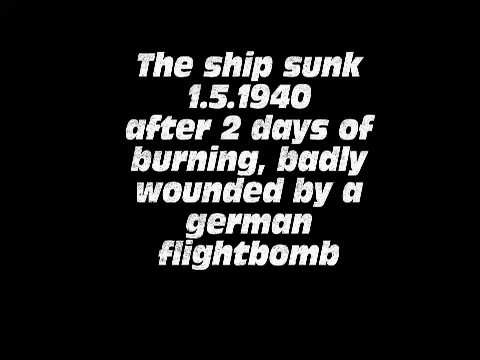 The ship sunk
1.5.1940
after 2 days of
burning, badly
wounded by a
german
flightbomb